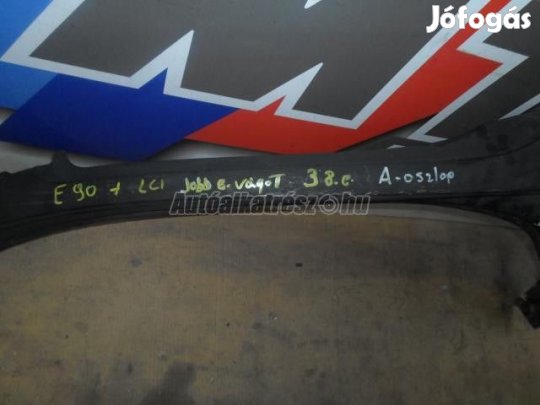 Jófogás
E90 + LCI Jobb e. vágoT 38.e. A-oszlop
Autóalkatrész.hu